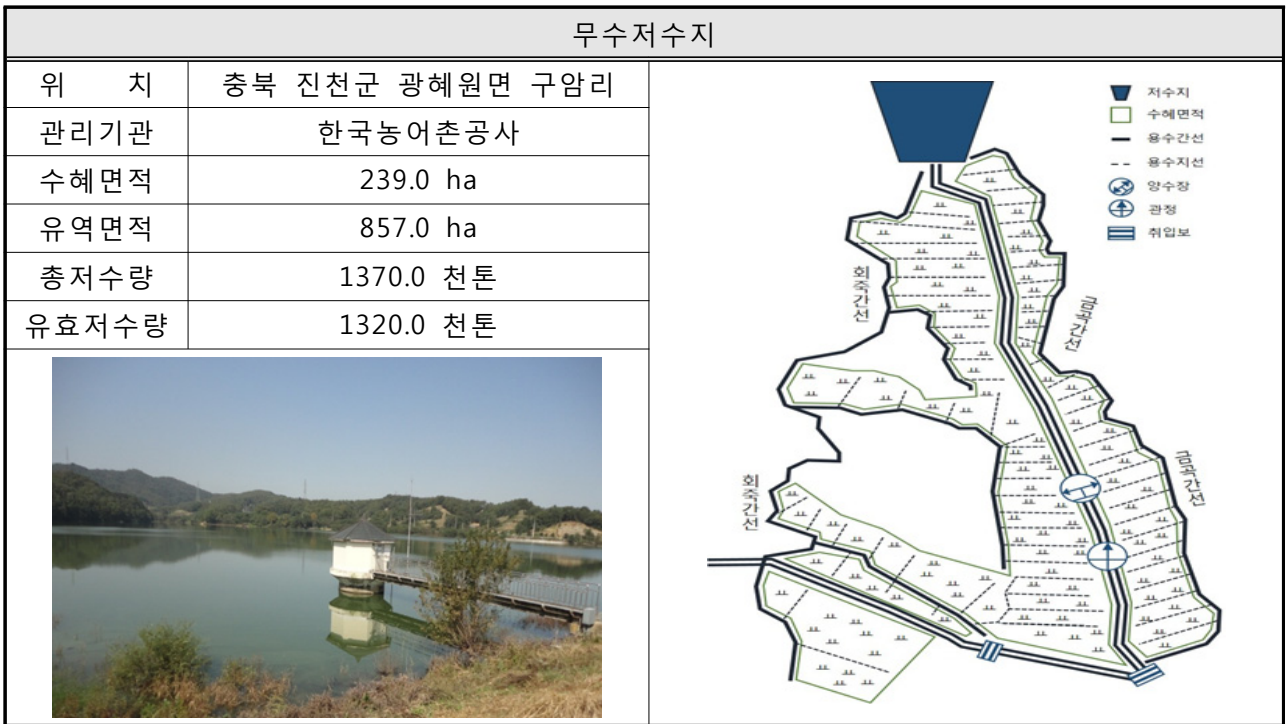 무수저수지
위 치 충북 진천군 광혜원면 구암리
관리기관 한국농어촌공사
수혜면적 239.0 ha
유역면적 857.0 ha
총저수량 1370.0 천톤
유효저수량 1320.0 천톤
저수지
수혜면적
용수간선
용수지선
양수장
관정
취입보
회죽간선
금곡간선
금곡간선
회죽간선